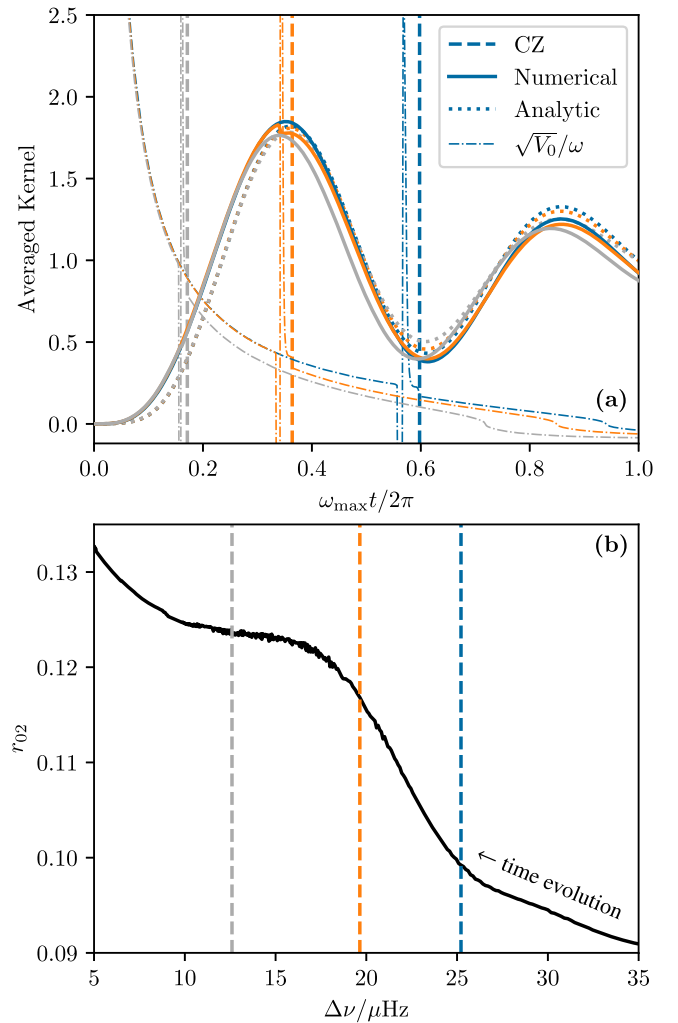 2.5
2.0
1.5
1.0
0.5
0.0
Averaged Kernel
CZ
Numerical
Analytic
√V₀/ω
(a)
0.0 0.2 0.4 0.6 0.8 1.0
ω_max t/2π
(b)
0.13
0.12
0.11
0.10
0.09
r₀₂
← time evolution
5 10 15 20 25 30 35
Δν/μHz